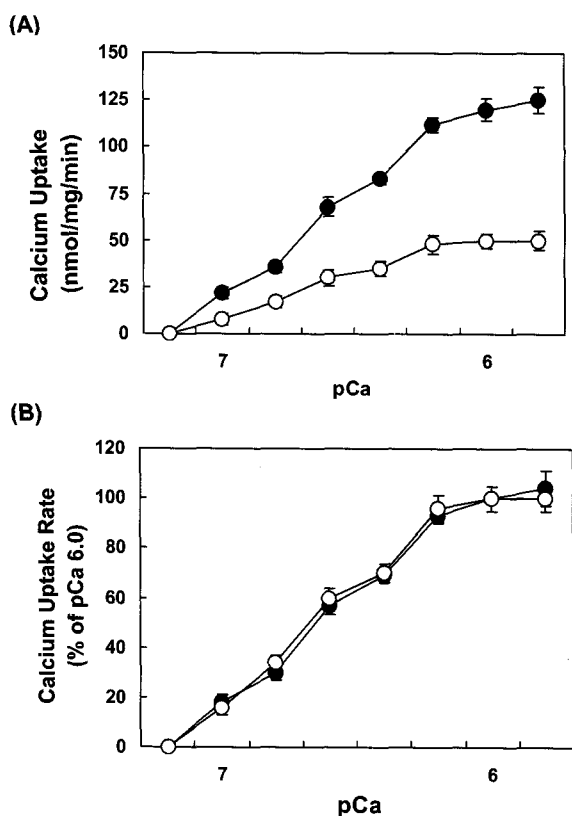 (A)
Calcium Uptake
(nmol/mg/min)
150
125
100
75
50
25
0
7
6
pCa
(B)
Calcium Uptake Rate
(% of pCa 6.0)
120
100
80
60
40
20
0
7
6
pCa